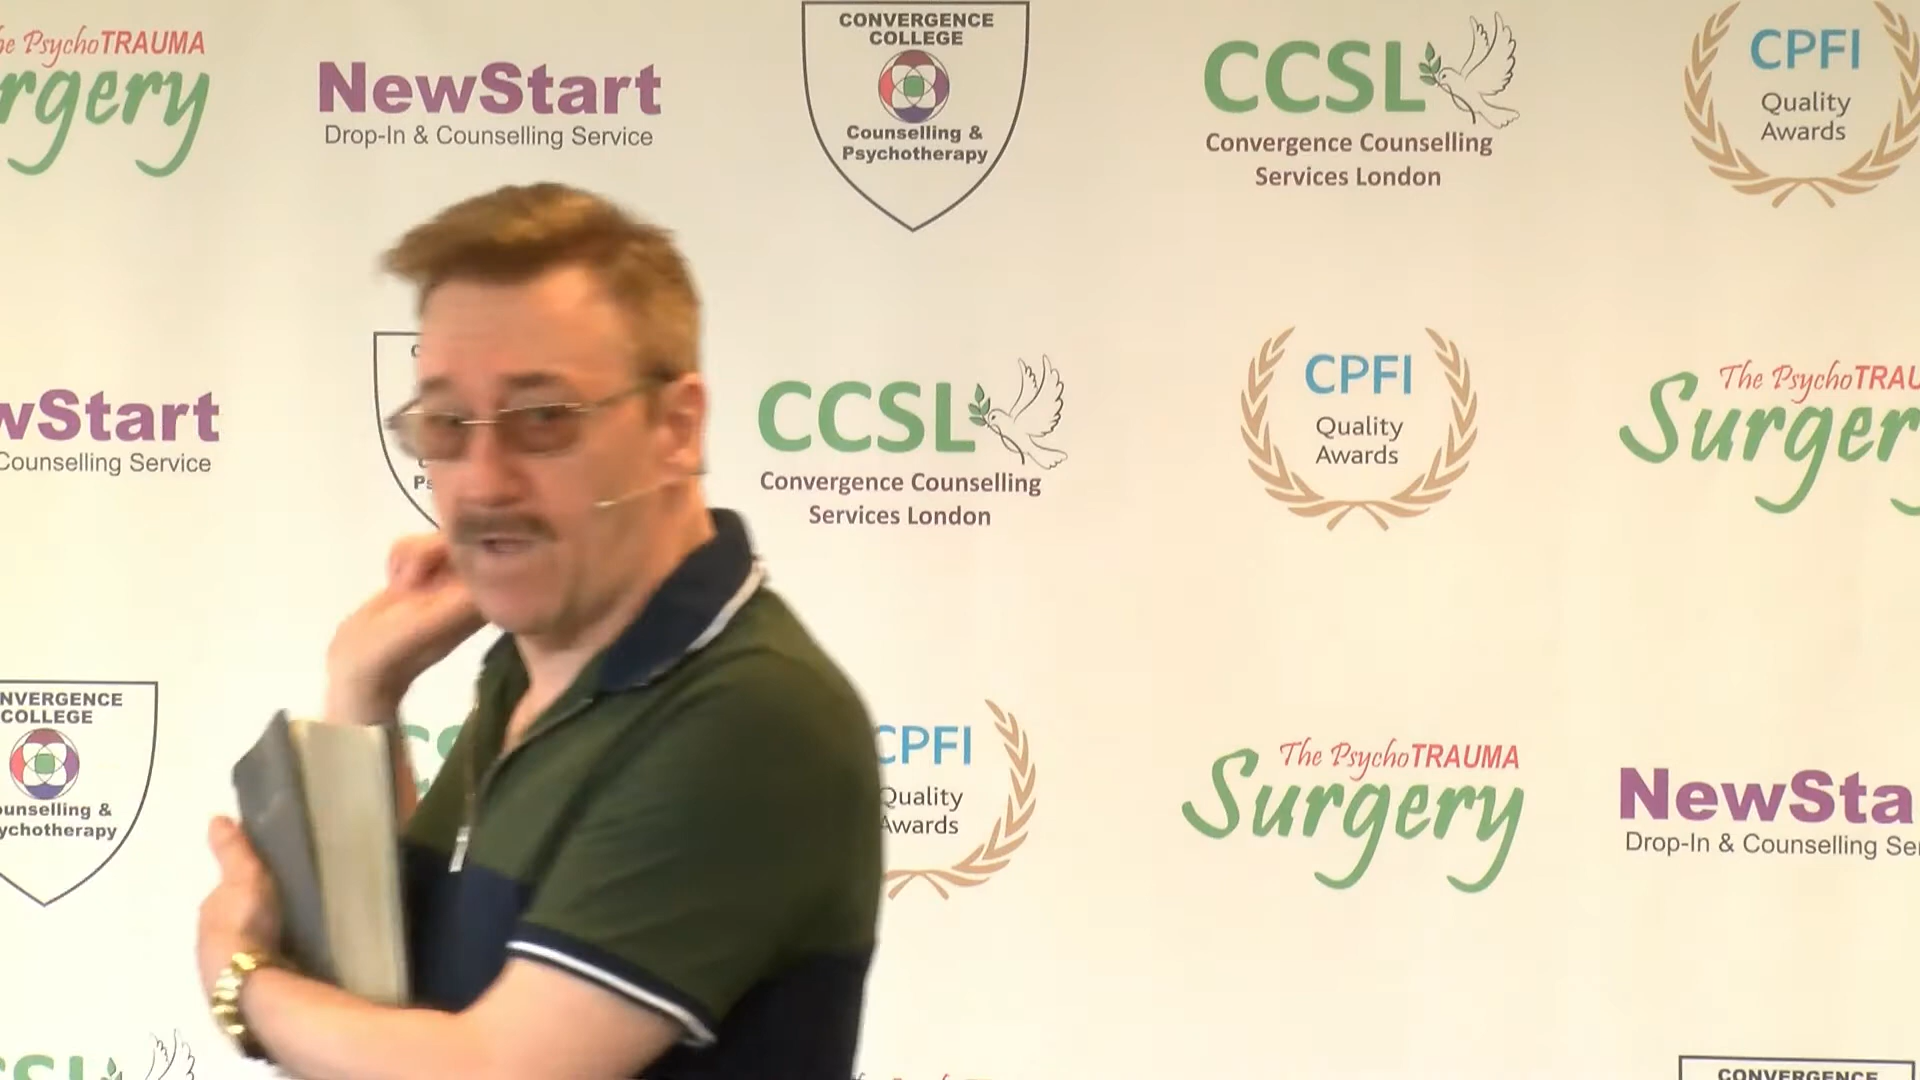 The PsychoTRAUMA
rgery
NewStart
Drop-In & Counselling Service
CONVERGENCE
COLLEGE
Counselling &
Psychotherapy
CCSL
Convergence Counselling
Services London
CPFI
Quality
Awards
wStart
Counselling Service
CCSL
Convergence Counselling
Services London
CPFI
Quality
Awards
The PsychoTRAU
Surger
NVERGENCE
COLLEGE
ounselling &
ychotherapy
CPFI
Quality
Awards
The PsychoTRAUMA
Surgery
NewSta
Drop-In & Counselling Se
CONVERGENCE